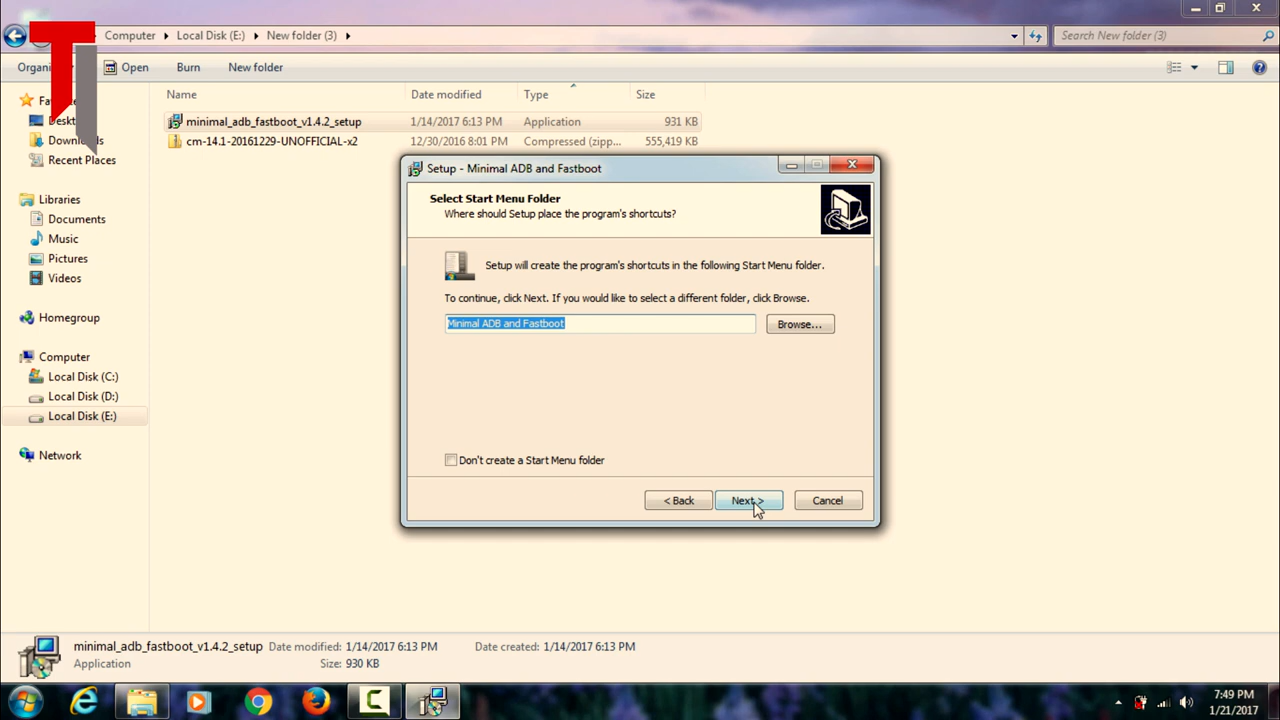 Computer Local Disk (E:) New folder (3) Search New folder (3)
Open Burn New folder
Name Date modified Type Size
minimal_adb_fastboot_v1.4.2_setup 1/14/2017 6:13 PM Application 931 KB
cm-14.1-20161229-UNOFFICIAL-x2 12/30/2016 8:01 PM Compressed (zipp... 555,419 KB
Recent Places
Libraries
Documents
Music
Pictures
Videos
Homegroup
Computer
Local Disk (C:)
Local Disk (D:)
Local Disk (E:)
Network
Setup - Minimal ADB and Fastboot
Select Start Menu Folder
Where should Setup place the program's shortcuts?
Setup will create the program's shortcuts in the following Start Menu folder.
To continue, click Next. If you would like to select a different folder, click Browse.
Minimal ADB and Fastboot Browse...
Don't create a Start Menu folder
< Back Next > Cancel
minimal_adb_fastboot_v1.4.2_setup Date modified: 1/14/2017 6:13 PM Date created: 1/14/2017 6:13 PM
Application Size: 930 KB
7:49 PM
1/21/2017